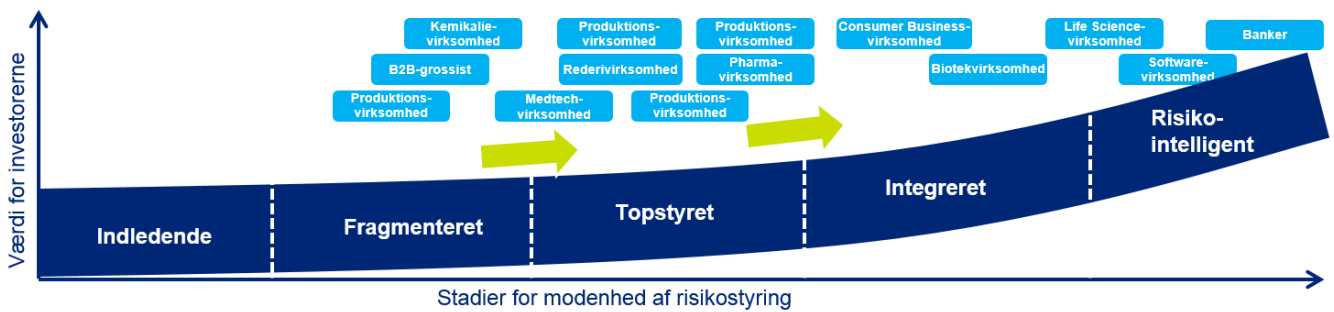 Værdi for investorerne
Kemikalie-
virksomhed
Produktions-
virksomhed
Produktions-
virksomhed
Consumer Business-
virksomhed
Life Science-
virksomhed
Banker
B2B-grossist
Rederivirksomhed
Pharma-
virksomhed
Biotekvirksomhed
Software-
virksomhed
Produktions-
virksomhed
Medtech-
virksomhed
Produktions-
virksomhed
Indledende
Fragmenteret
Topstyret
Integreret
Risiko-
intelligent
Stadier for modenhed af risikostyring